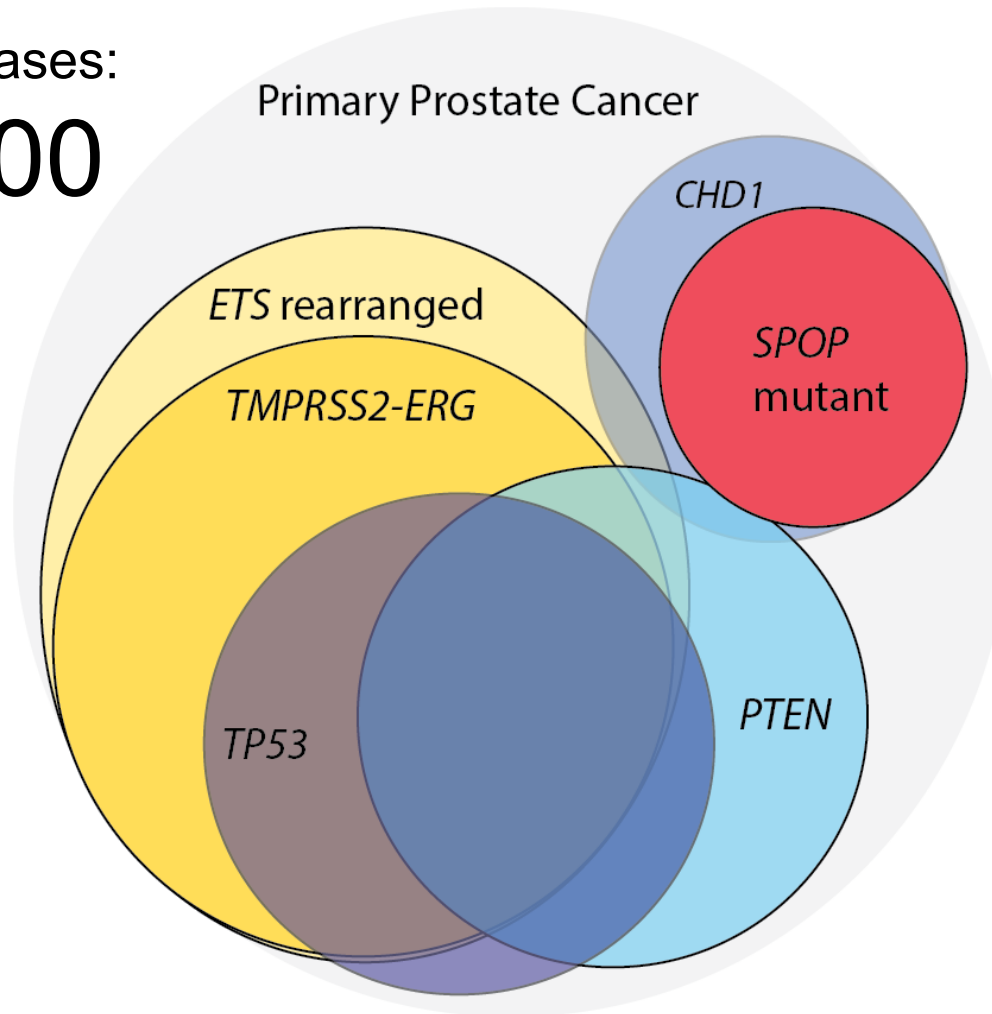 ases:
00
Primary Prostate Cancer
CHD1
ETS rearranged
SPOP
mutant
TMPRSS2-ERG
PTEN
TP53